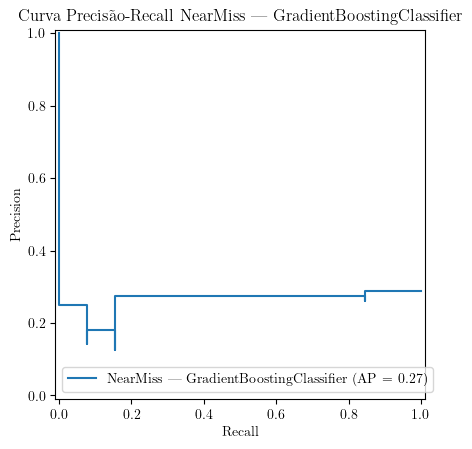 Curva Precisão-Recall NearMiss — GradientBoostingClassifier
1.0
0.8
0.6
0.4
0.2
0.0
Precision
NearMiss — GradientBoostingClassifier (AP = 0.27)
0.0 0.2 0.4 0.6 0.8 1.0
Recall